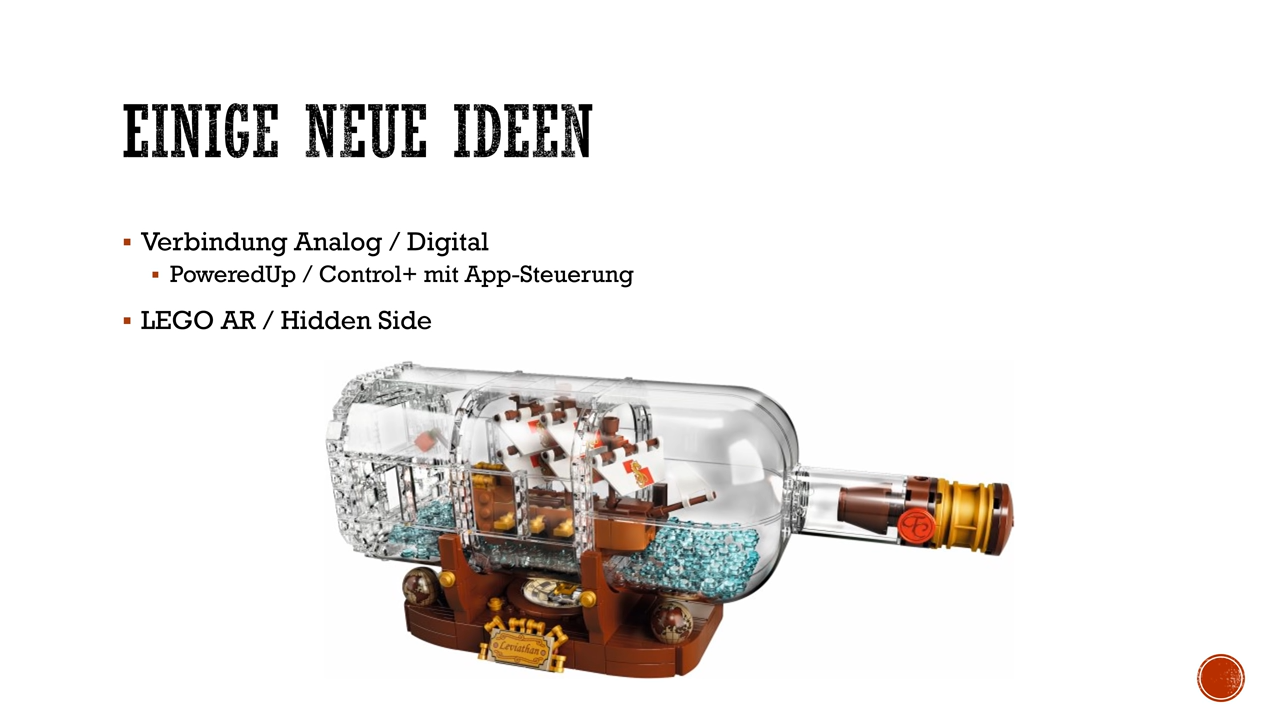 EINIGE NEUE IDEEN
Verbindung Analog / Digital
PoweredUp / Control+ mit App-Steuerung
LEGO AR / Hidden Side
Leviathan